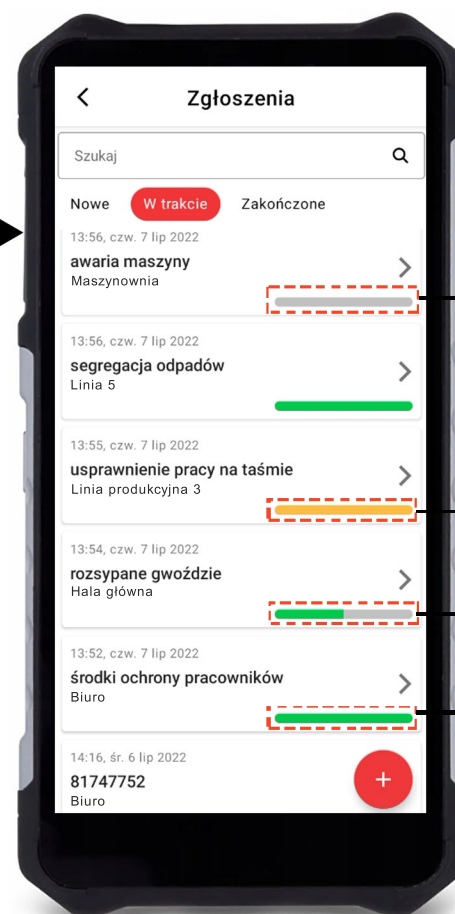 Zgłoszenia
Szukaj
Nowe W trakcie Zakończone
13:56, czw. 7 lip 2022
awaria maszyny
Maszynownia
13:56, czw. 7 lip 2022
segregacja odpadów
Linia 5
13:55, czw. 7 lip 2022
usprawnienie pracy na taśmie
Linia produkcyjna 3
13:54, czw. 7 lip 2022
rozsypane gwoździe
Hala główna
13:52, czw. 7 lip 2022
środki ochrony pracowników
Biuro
14:16, śr. 6 lip 2022
81747752
Biuro
+